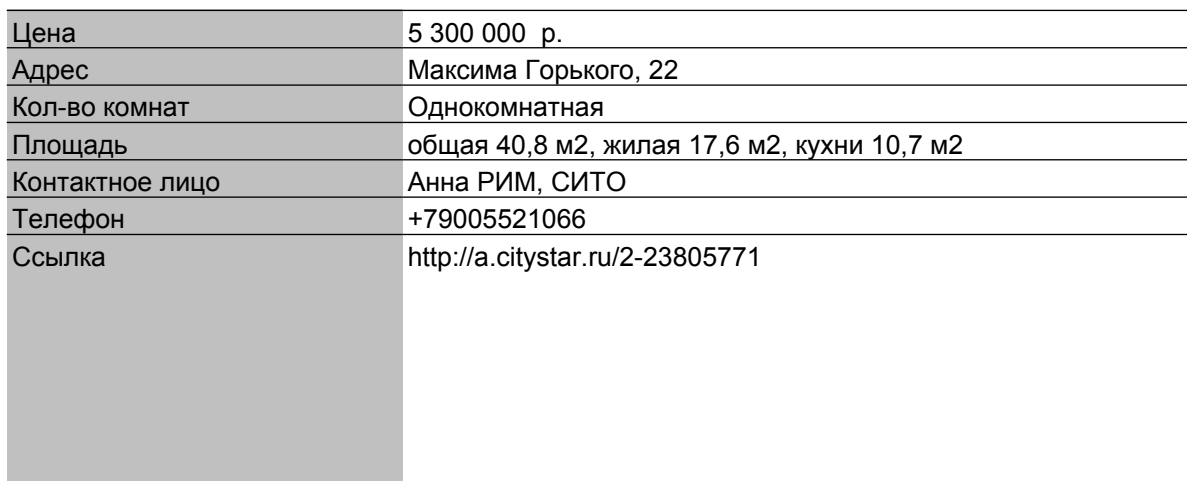 Цена 5 300 000 р.
Адрес Максима Горького, 22
Кол-во комнат Однокомнатная
Площадь общая 40,8 м2, жилая 17,6 м2, кухни 10,7 м2
Контактное лицо Анна РИМ, СИТО
Телефон +79005521066
Ссылка http://a.citystar.ru/2-23805771